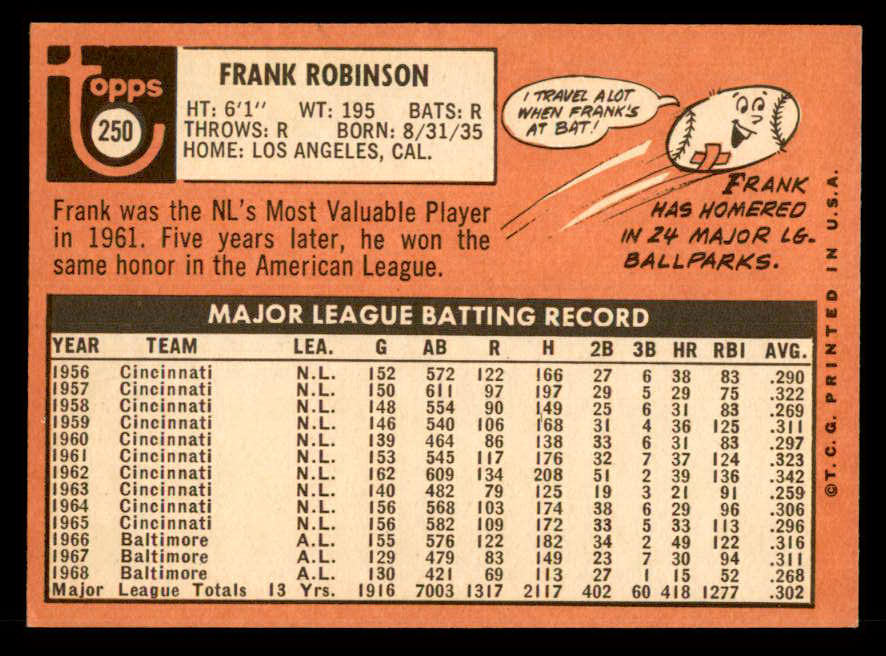 topps
250
FRANK ROBINSON
HT: 6'1" WT: 195 BATS: R
THROWS: R BORN: 8/31/35
HOME: LOS ANGELES, CAL.
I TRAVEL A LOT
WHEN FRANK'S
AT BAT!
FRANK
HAS HOMERED
IN 24 MAJOR LG.
BALLPARKS.
Frank was the NL's Most Valuable Player
in 1961. Five years later, he won the
same honor in the American League.
MAJOR LEAGUE BATTING RECORD
YEAR TEAM LEA. G AB R H 2B 3B HR RBI AVG.
1956 Cincinnati N.L. 152 572 122 166 27 6 38 83 .290
1957 Cincinnati N.L. 150 611 97 197 29 5 29 75 .322
1958 Cincinnati N.L. 148 554 90 149 25 6 31 83 .269
1959 Cincinnati N.L. 146 540 106 168 31 4 36 125 .311
1960 Cincinnati N.L. 139 464 86 138 33 6 31 83 .297
1961 Cincinnati N.L. 153 545 117 176 32 7 37 124 .323
1962 Cincinnati N.L. 162 609 134 208 51 2 39 136 .342
1963 Cincinnati N.L. 140 482 79 125 19 3 21 91 .259
1964 Cincinnati N.L. 156 568 103 174 38 6 29 96 .306
1965 Cincinnati N.L. 156 582 109 172 33 5 33 113 .296
1966 Baltimore A.L. 155 576 122 182 34 2 49 122 .316
1967 Baltimore A.L. 129 479 83 149 23 7 30 94 .311
1968 Baltimore A.L. 130 421 69 113 27 1 15 52 .268
Major League Totals 13 Yrs. 1916 7003 1317 2117 402 60 418 1277 .302
© T.C.G. PRINTED IN U.S.A.